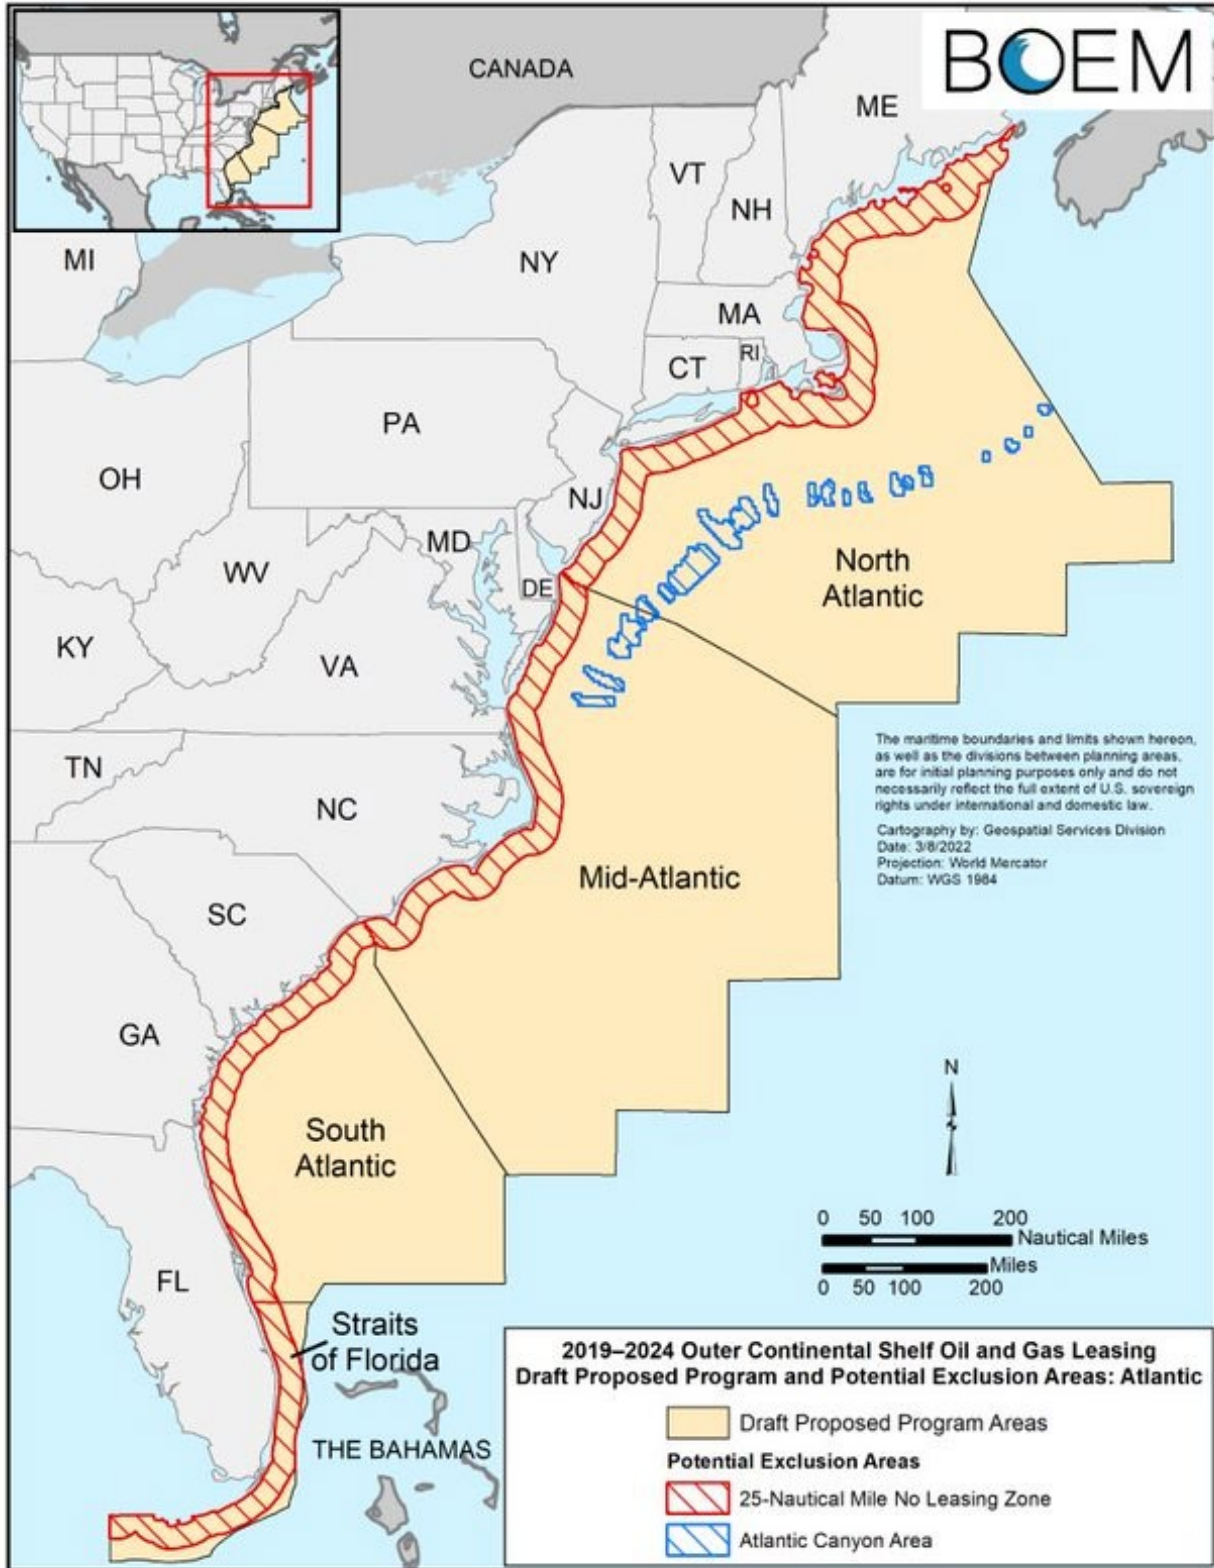 BOEM
CANADA
ME
VT
NH
MI
NY
MA
CT
RI
PA
OH
NJ
MD
DE
WV
KY
VA
TN
NC
SC
GA
FL
North
Atlantic
The maritime boundaries and limits shown hereon,
as well as the divisions between planning areas,
are for initial planning purposes only and do not
necessarily reflect the full extent of U.S. sovereign
rights under international and domestic law.
Cartography by: Geospatial Services Division
Date: 3/8/2022
Projection: World Mercator
Datum: WGS 1984
Mid-Atlantic
South
Atlantic
Straits
of Florida
THE BAHAMAS
N
0 50 100 200
Nautical Miles
Miles
0 50 100 200
2019–2024 Outer Continental Shelf Oil and Gas Leasing
Draft Proposed Program and Potential Exclusion Areas: Atlantic
Draft Proposed Program Areas
Potential Exclusion Areas
25-Nautical Mile No Leasing Zone
Atlantic Canyon Area